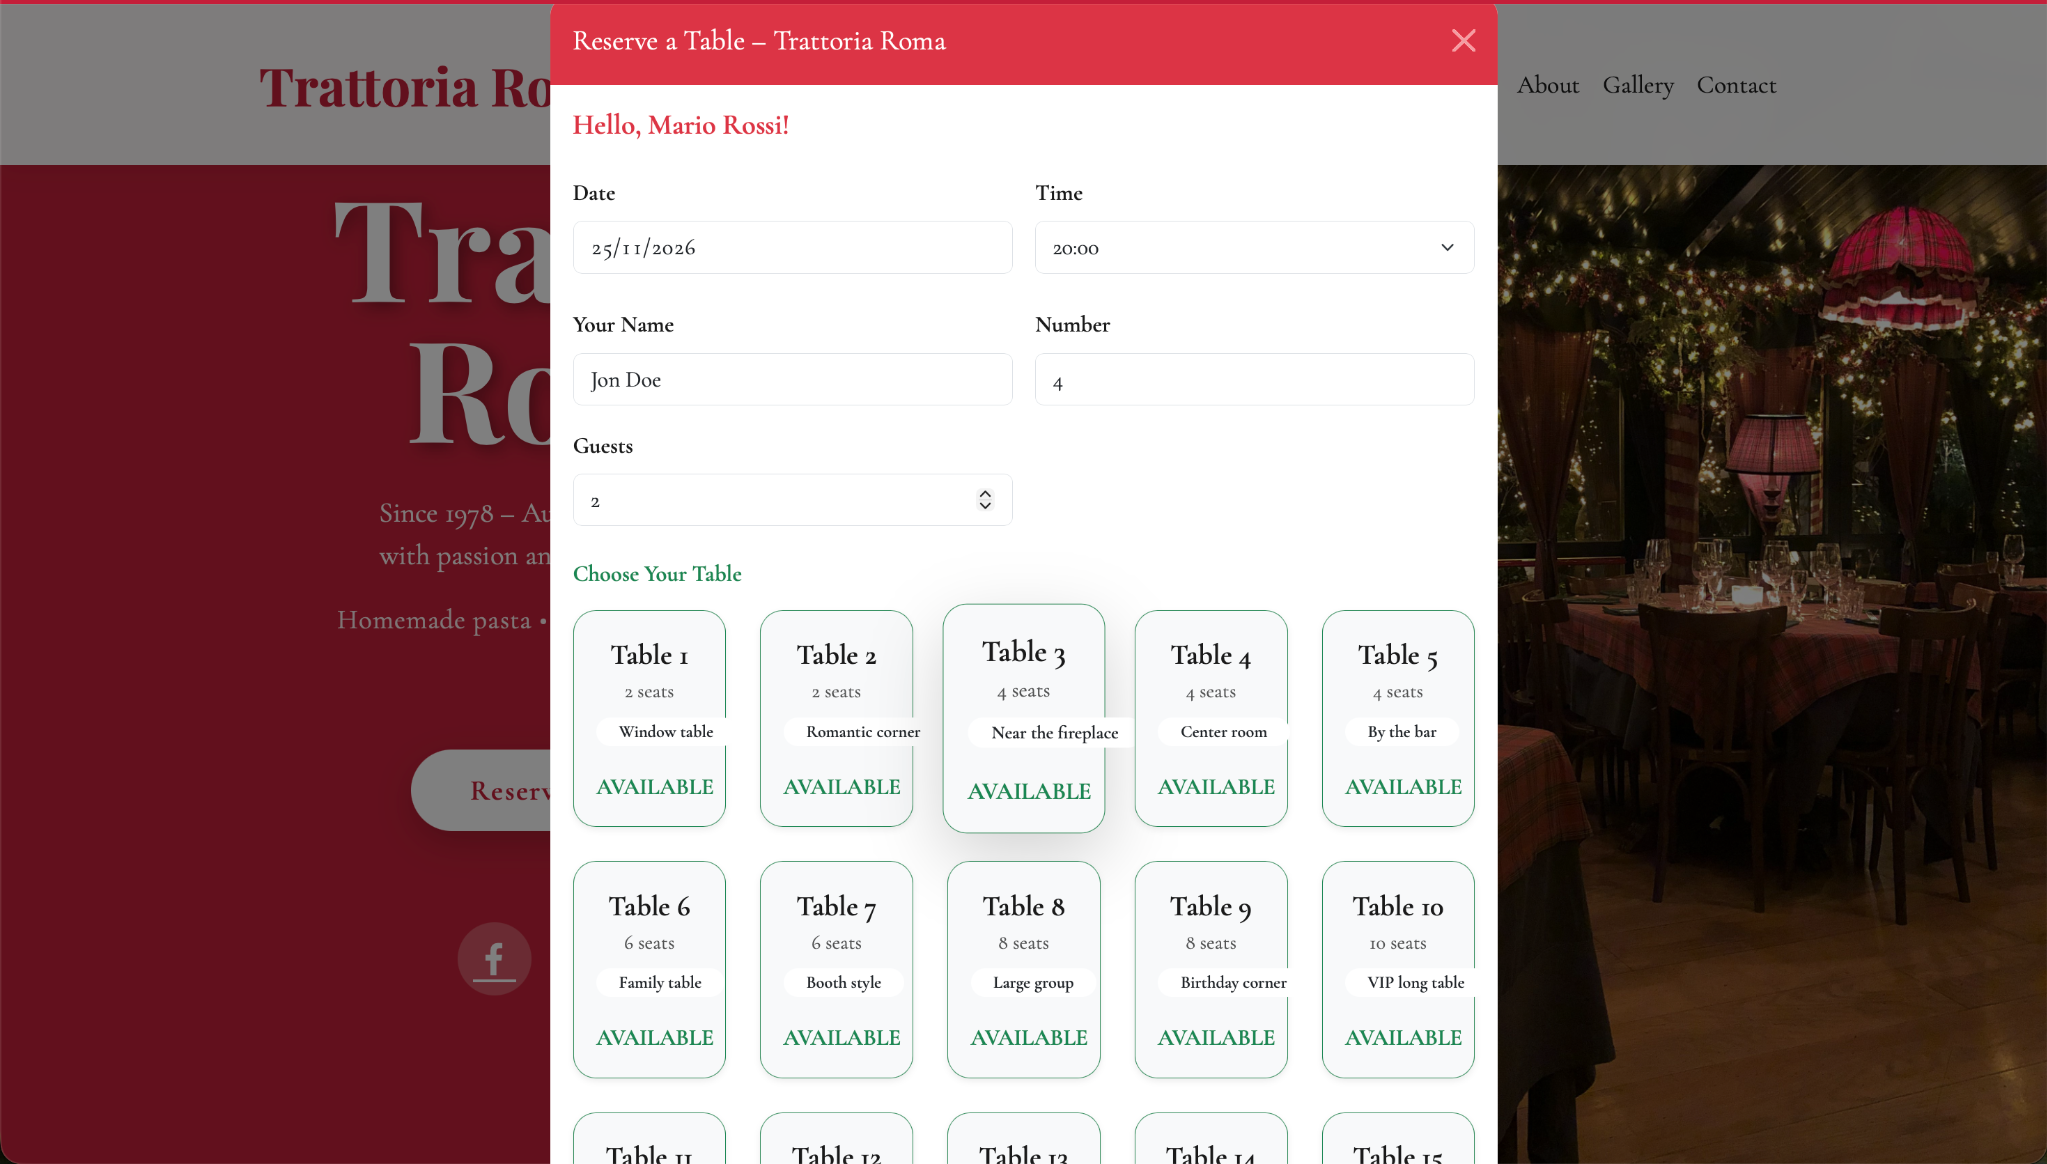 Reserve a Table – Trattoria Roma
Trattoria Ro
About Gallery Contact
Hello, Mario Rossi!
Date Time
25/11/2026 20:00
Your Name Number
Jon Doe 4
Guests
2
Tra
Ro
Since 1978 – Au
with passion an
Homemade pasta •
Reserv
Choose Your Table
Table 1 Table 2 Table 3 Table 4 Table 5
2 seats 2 seats 4 seats 4 seats 4 seats
Window table Romantic corner Near the fireplace Center room By the bar
AVAILABLE AVAILABLE AVAILABLE AVAILABLE AVAILABLE
Table 6 Table 7 Table 8 Table 9 Table 10
6 seats 6 seats 8 seats 8 seats 10 seats
Family table Booth style Large group Birthday corner VIP long table
AVAILABLE AVAILABLE AVAILABLE AVAILABLE AVAILABLE
Table 11 Table 12 Table 13 Table 14 Table 15